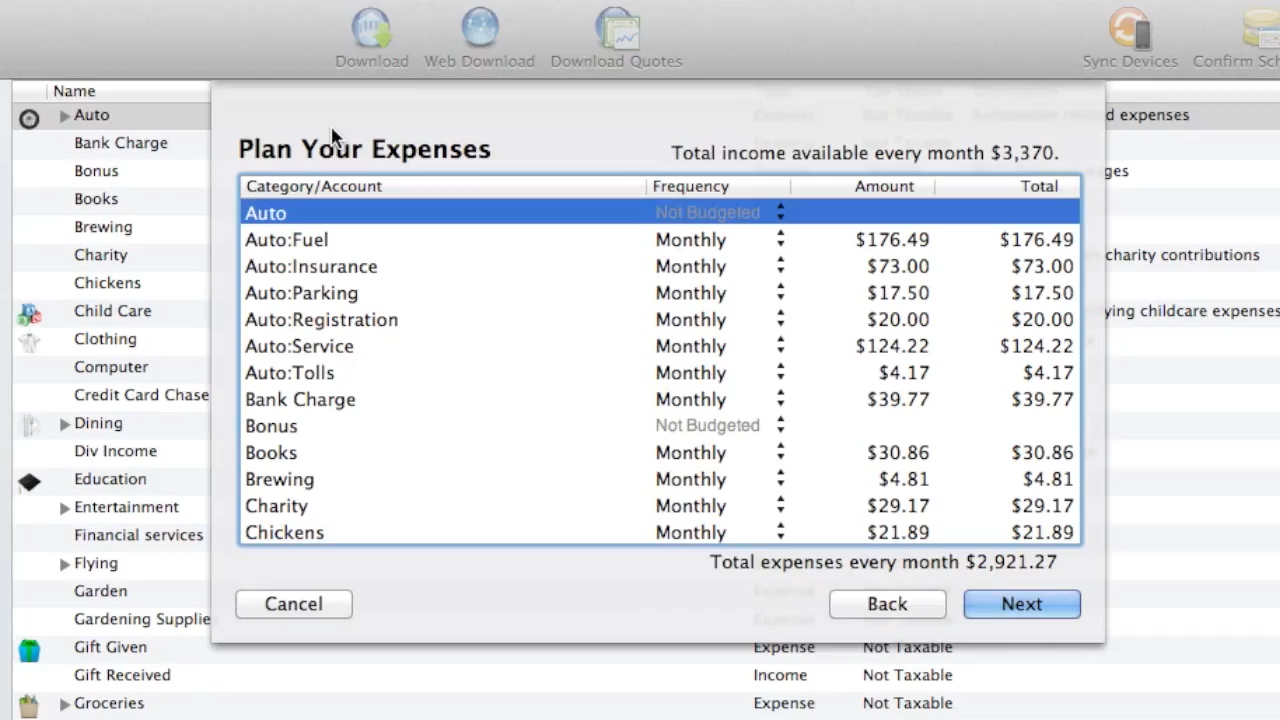 Download Web Download Download Quotes Sync Devices Confirm Sch
Name
Auto
Bank Charge
Bonus
Books
Brewing
Charity
Chickens
Child Care
Clothing
Computer
Credit Card Chase
Dining
Div Income
Education
Entertainment
Financial services
Flying
Garden
Gardening Supplie
Gift Given Expense Not Taxable
Gift Received Income Not Taxable
Groceries Expense Not Taxable
d expenses
ges
charity contributions
ying childcare expenses
Plan Your Expenses
Total income available every month $3,370.
Category/Account Frequency Amount Total
Auto Not Budgeted
Auto:Fuel Monthly $176.49 $176.49
Auto:Insurance Monthly $73.00 $73.00
Auto:Parking Monthly $17.50 $17.50
Auto:Registration Monthly $20.00 $20.00
Auto:Service Monthly $124.22 $124.22
Auto:Tolls Monthly $4.17 $4.17
Bank Charge Monthly $39.77 $39.77
Bonus Not Budgeted
Books Monthly $30.86 $30.86
Brewing Monthly $4.81 $4.81
Charity Monthly $29.17 $29.17
Chickens Monthly $21.89 $21.89
Total expenses every month $2,921.27
Cancel Back Next